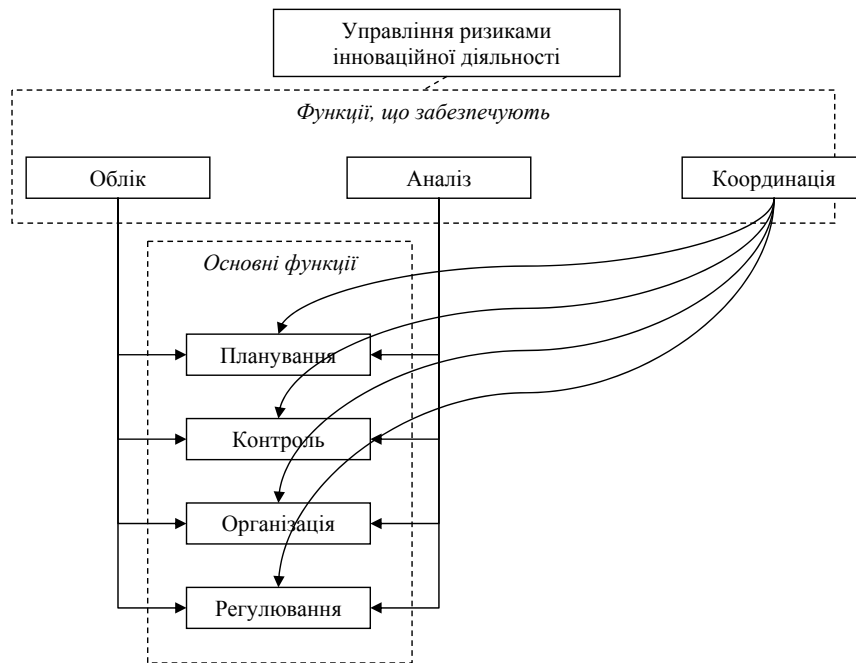 Управління ризиками
інноваційної діяльності
Функції, що забезпечують
Облік
Аналіз
Координація
Основні функції
Планування
Контроль
Організація
Регулювання